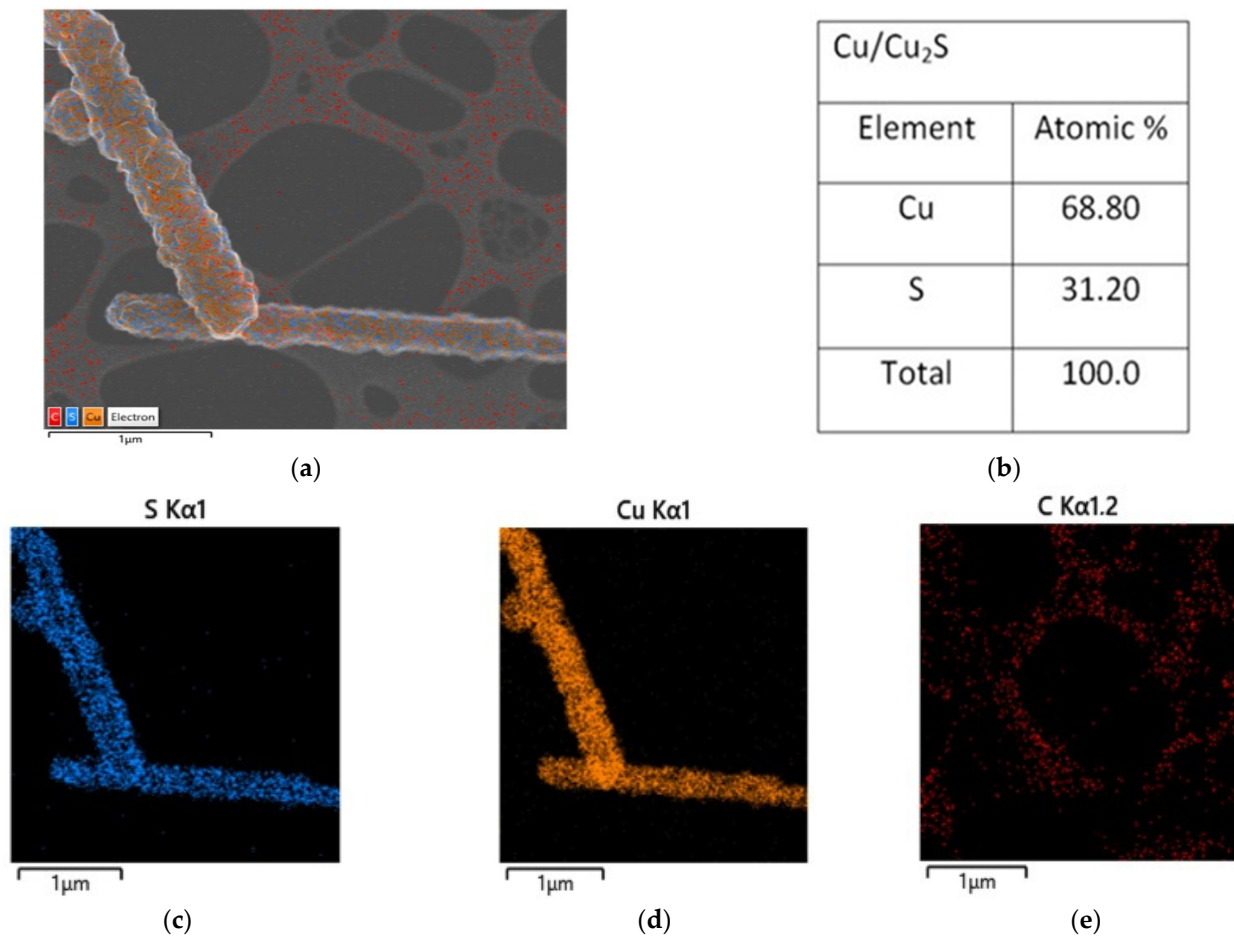 C S Cu Electron
1μm
(a)
Cu/Cu₂S
Element Atomic %
Cu 68.80
S 31.20
Total 100.0
(b)
S Kα1
1μm
(c)
Cu Kα1
1μm
(d)
C Kα1.2
1μm
(e)